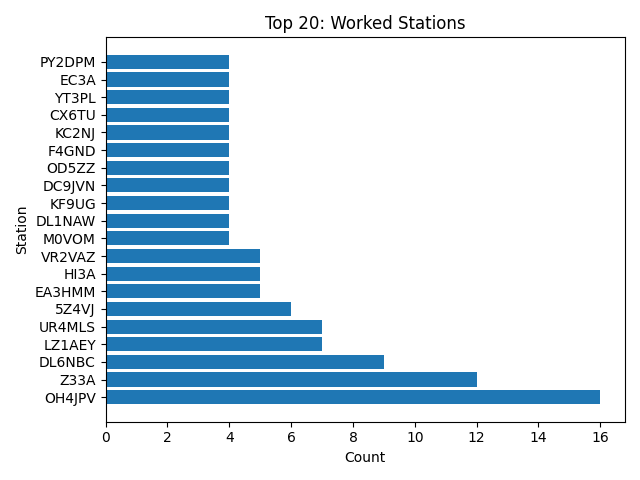 Top 20: Worked Stations
PY2DPM
EC3A
YT3PL
CX6TU
KC2NJ
F4GND
OD5ZZ
DC9JVN
KF9UG
DL1NAW
M0VOM
VR2VAZ
HI3A
EA3HMM
5Z4VJ
UR4MLS
LZ1AEY
DL6NBC
Z33A
OH4JPV
Station
0 2 4 6 8 10 12 14 16
Count